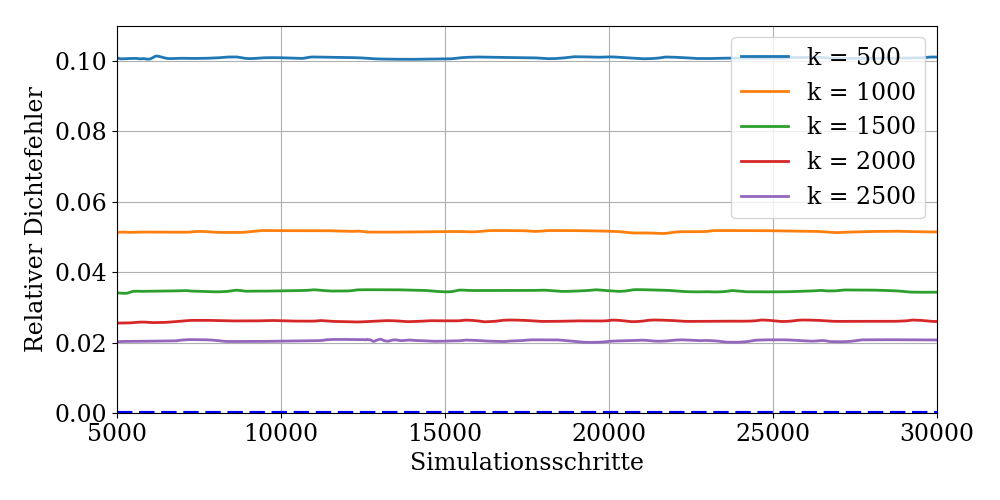 0.10
0.08
0.06
0.04
0.02
0.00
Relativer Dichtefehler
k = 500
k = 1000
k = 1500
k = 2000
k = 2500
5000 10000 15000 20000 25000 30000
Simulationsschritte